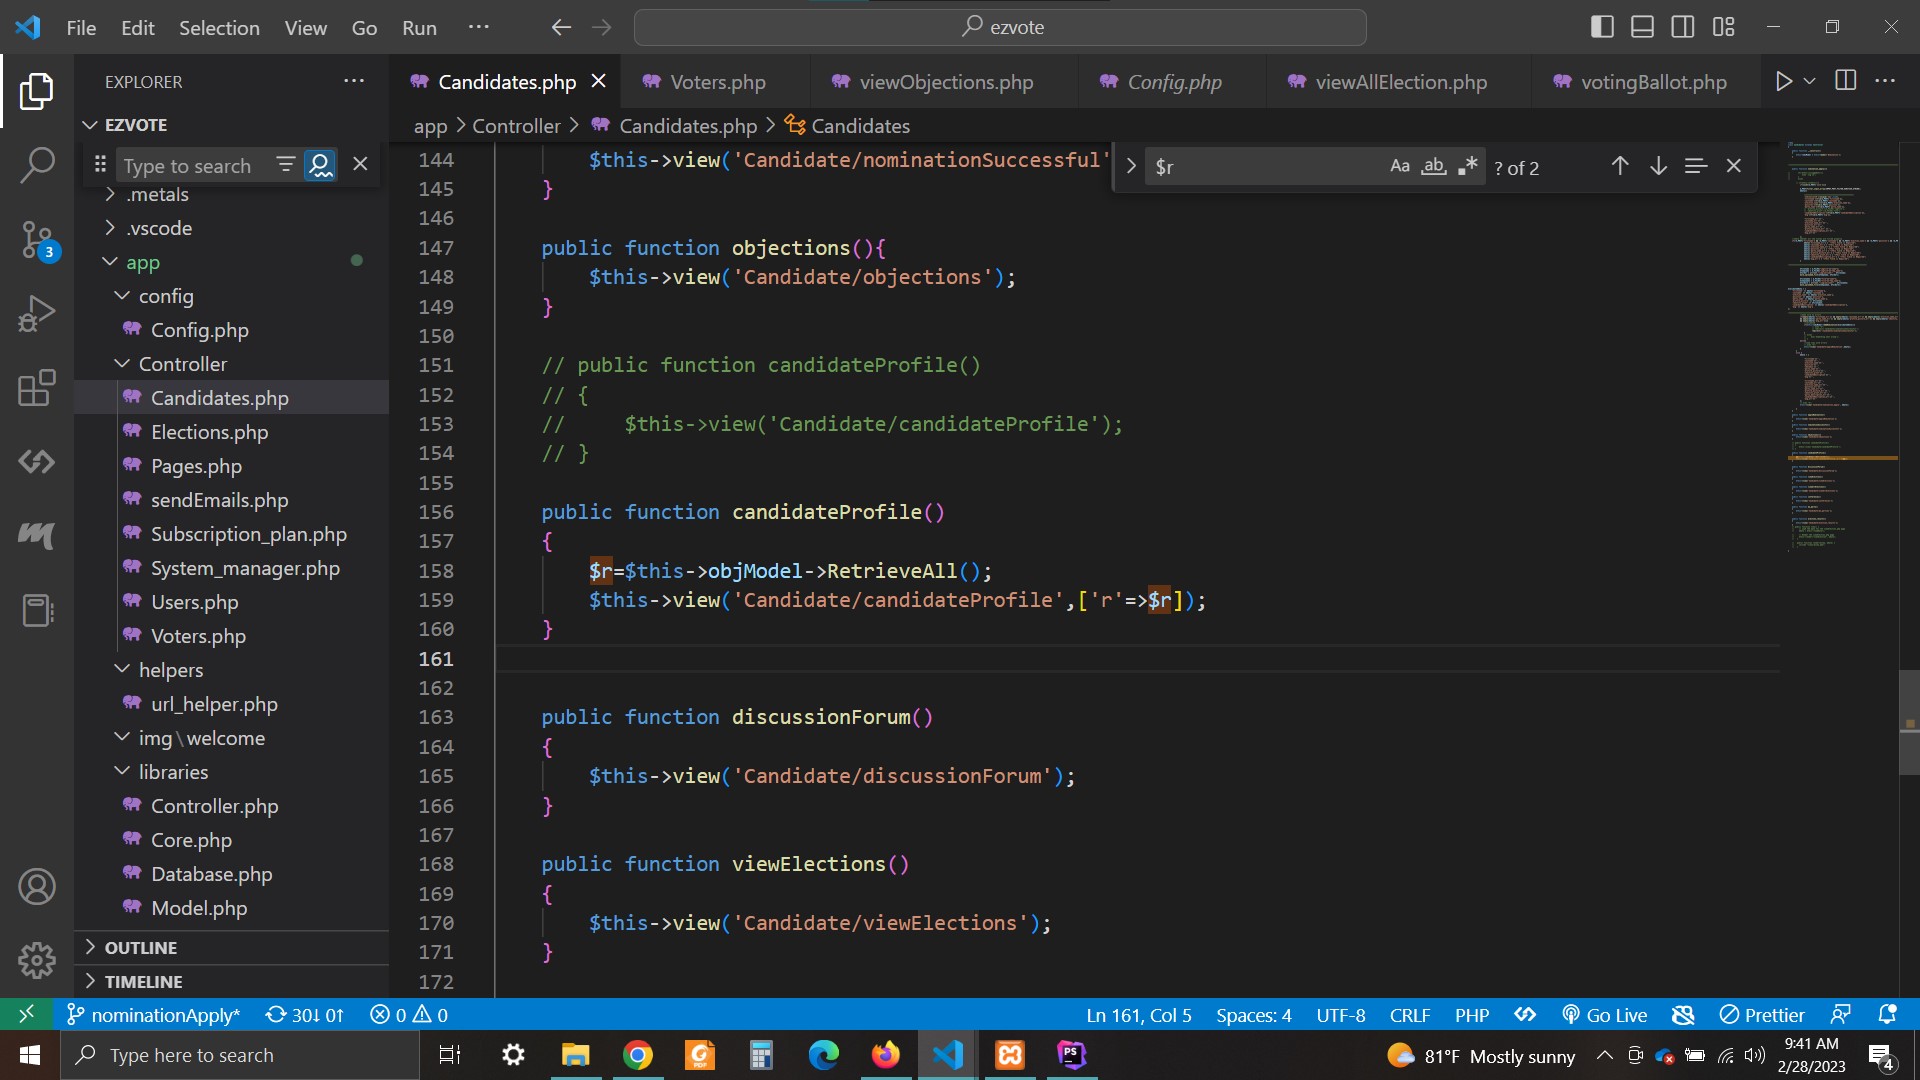 File Edit Selection View Go Run ···
ezvote
EXPLORER
Candidates.php
Voters.php
viewObjections.php
Config.php
viewAllElection.php
votingBallot.php
EZVOTE
app > Controller > Candidates.php > Candidates
Type to search
$r
Aa ab ? of 2
.metals
.vscode
app
config
Config.php
Controller
Candidates.php
Elections.php
Pages.php
sendEmails.php
Subscription_plan.php
System_manager.php
Users.php
Voters.php
helpers
url_helper.php
img\welcome
libraries
Controller.php
Core.php
Database.php
Model.php
OUTLINE
TIMELINE
144 $this->view('Candidate/nominationSuccessful'
145 }
146
147 public function objections(){
148 $this->view('Candidate/objections');
149 }
150
151 // public function candidateProfile()
152 // {
153 //     $this->view('Candidate/candidateProfile');
154 // }
155
156 public function candidateProfile()
157 {
158 $r=$this->objModel->RetrieveAll();
159 $this->view('Candidate/candidateProfile',['r'=>$r]);
160 }
161
162
163 public function discussionForum()
164 {
165 $this->view('Candidate/discussionForum');
166 }
167
168 public function viewElections()
169 {
170 $this->view('Candidate/viewElections');
171 }
172
3
nominationApply* 30↓ 0↑ 0 0
Ln 161, Col 5 Spaces: 4 UTF-8 CRLF PHP Go Live Prettier
Type here to search
PDF
PS
81°F Mostly sunny
9:41 AM
2/28/2023
4